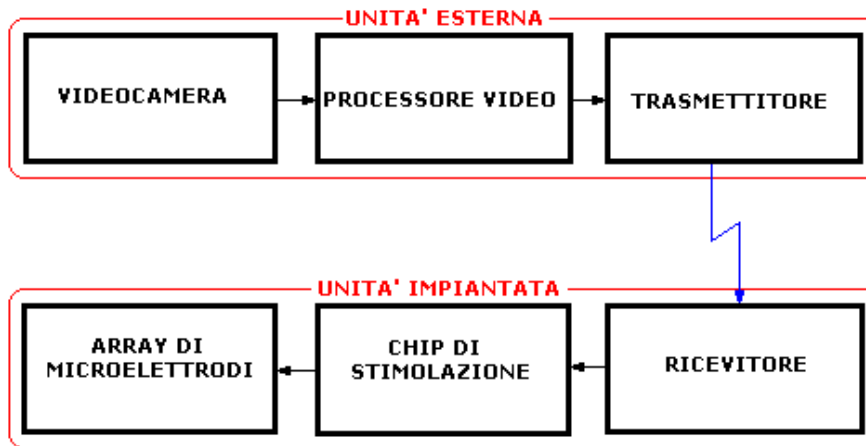 UNITA' ESTERNA
VIDEOCAMERA
PROCESSORE VIDEO
TRASMETTITORE
UNITA' IMPIANTATA
ARRAY DI
MICROELETTRODI
CHIP DI
STIMOLAZIONE
RICEVITORE